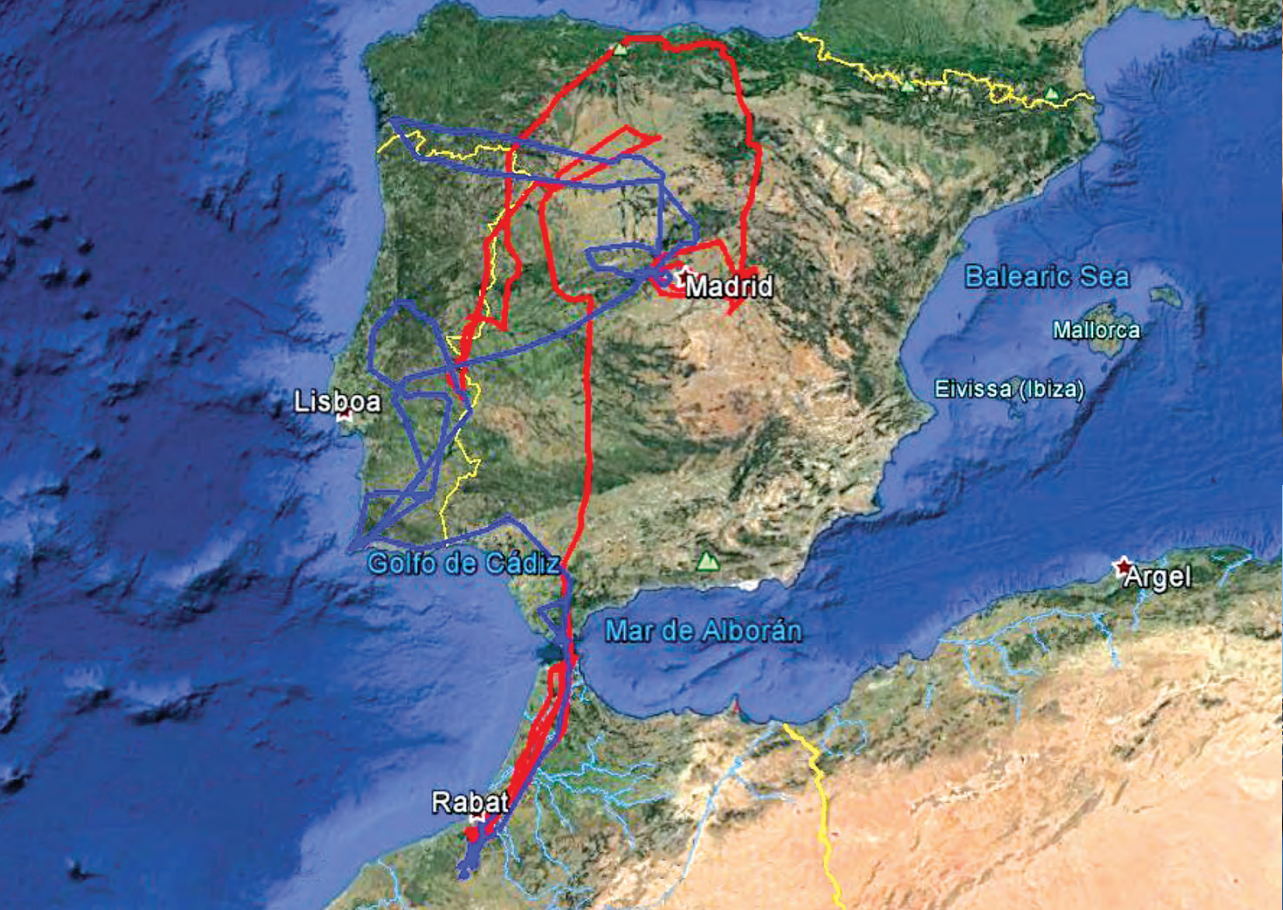 Madrid
Balearic Sea
Mallorca
Eivissa (Ibiza)
Lisboa
Golfo de Cádiz
Argel
Mar de Alborán
Rabat